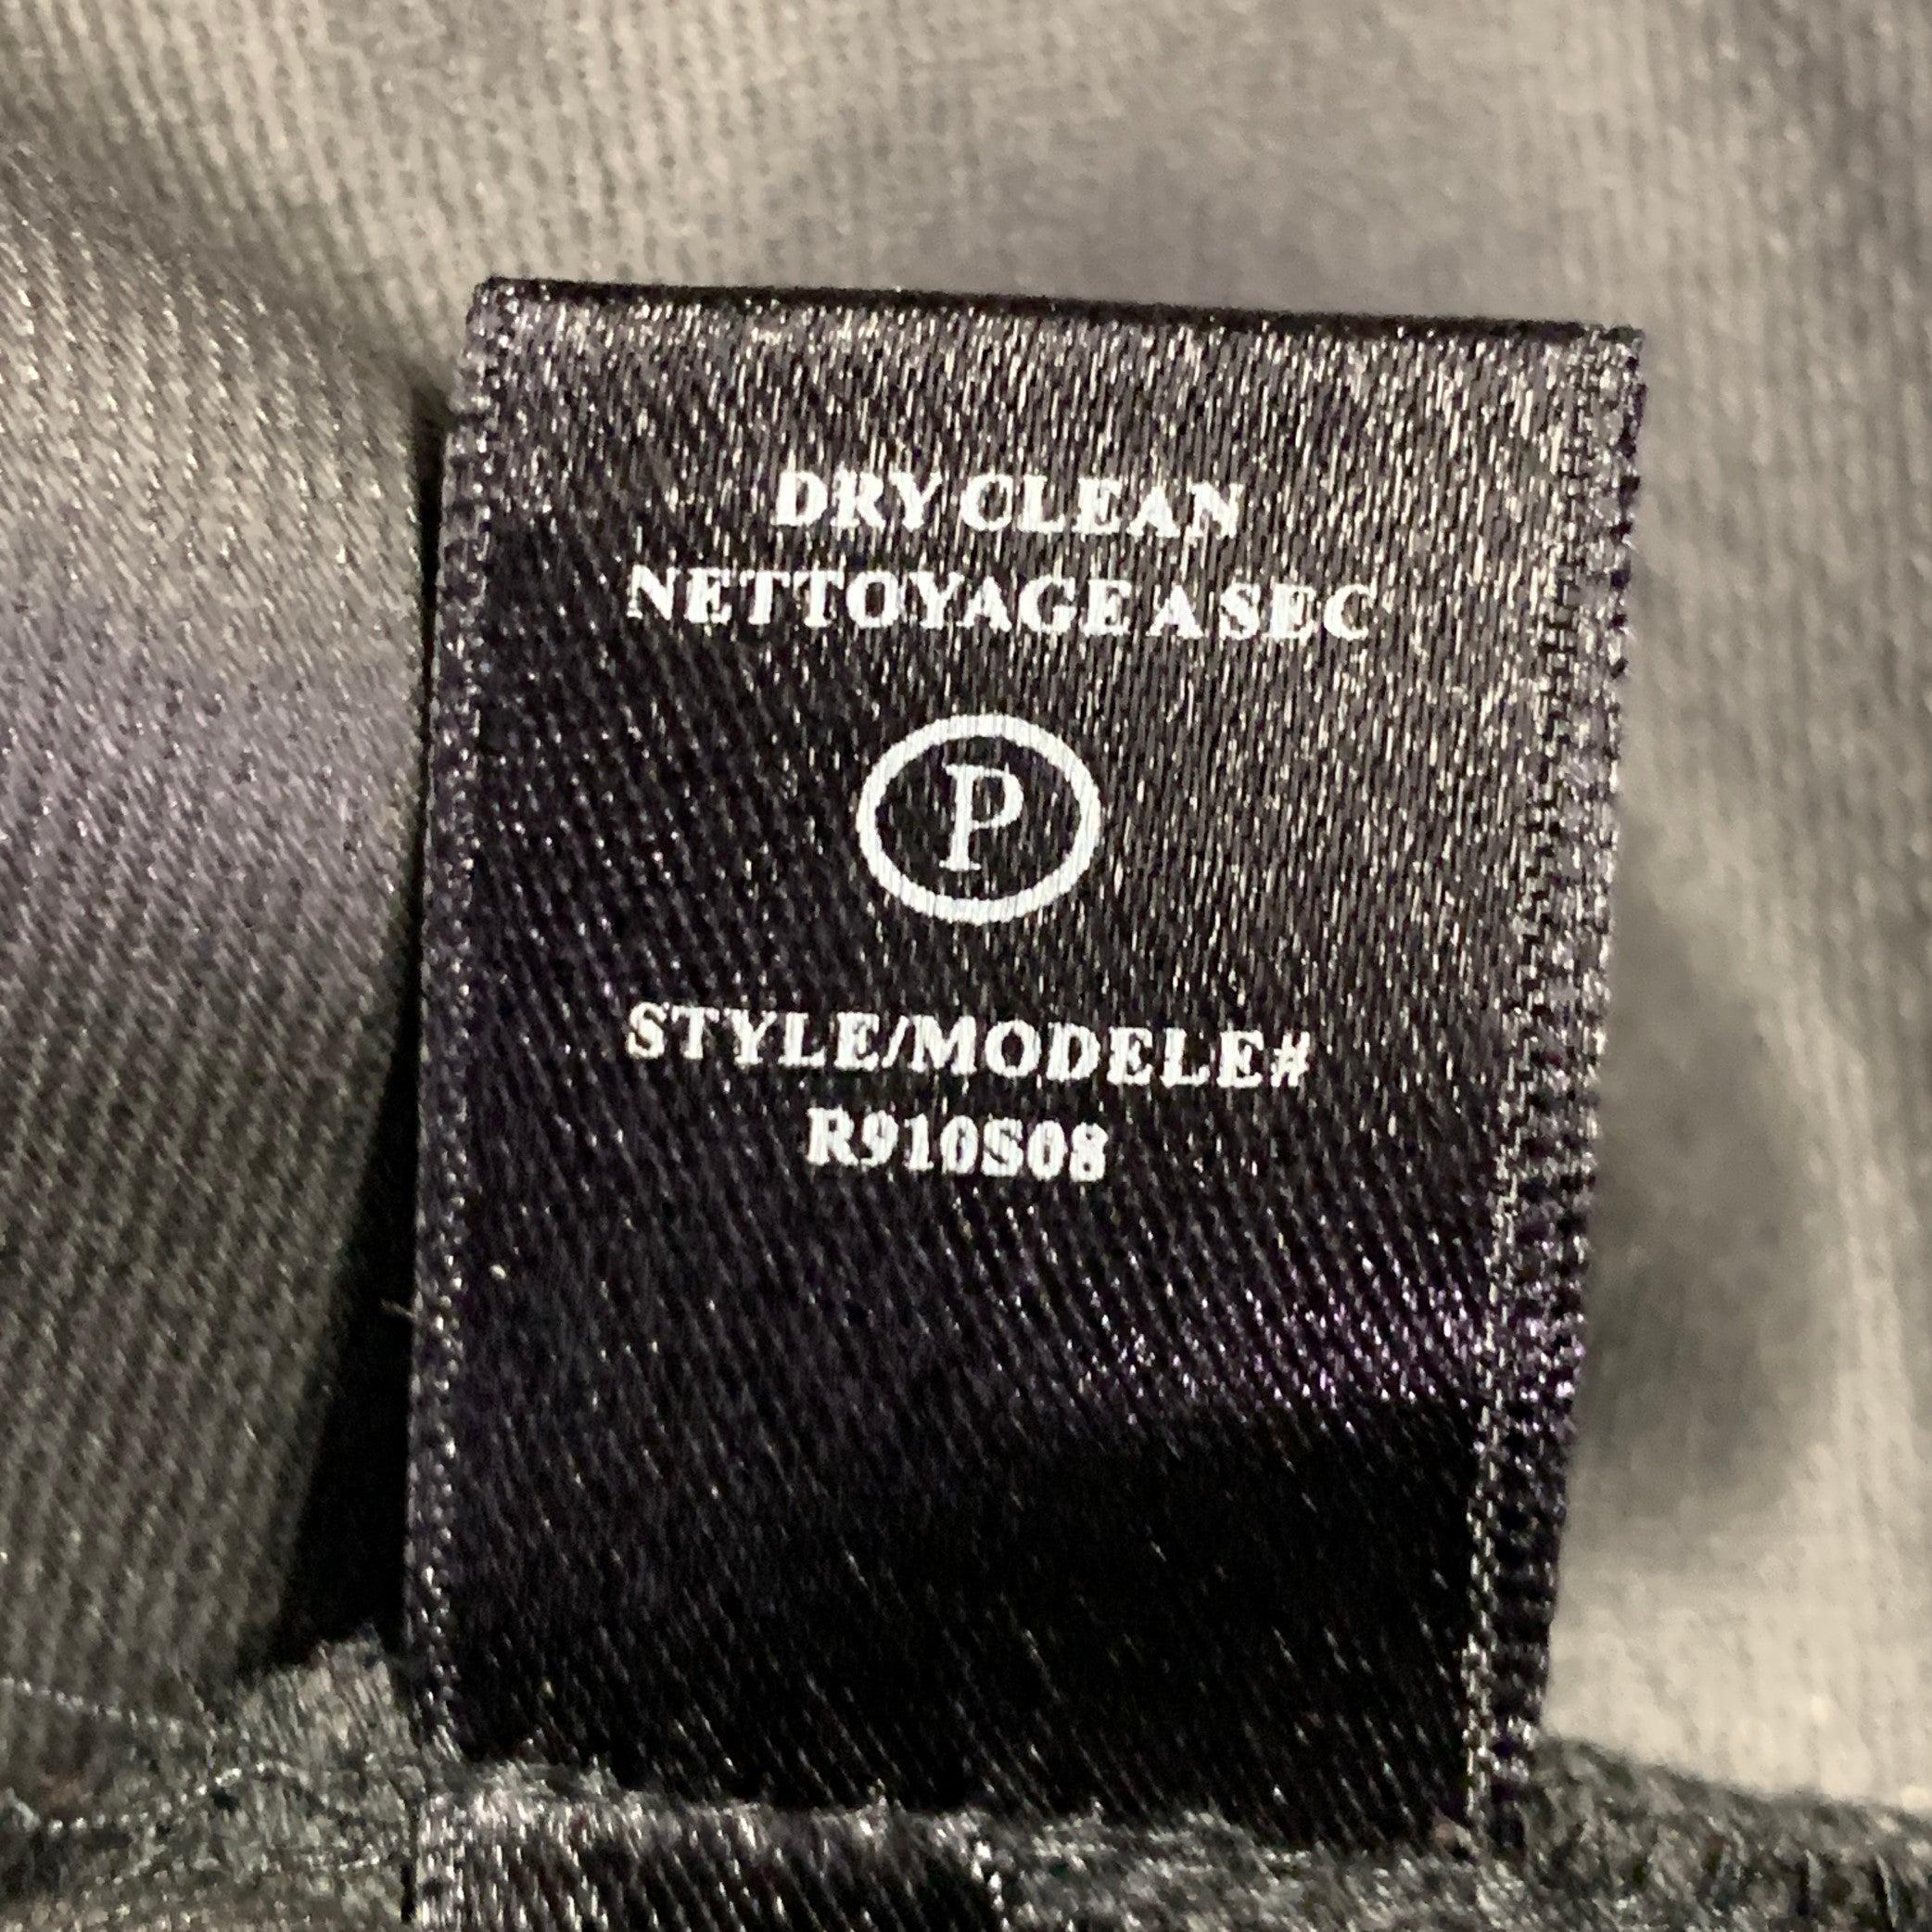 DRY CLEAN
NETTOYAGE A SEC
P
STYLE/MODELE#
R910S08